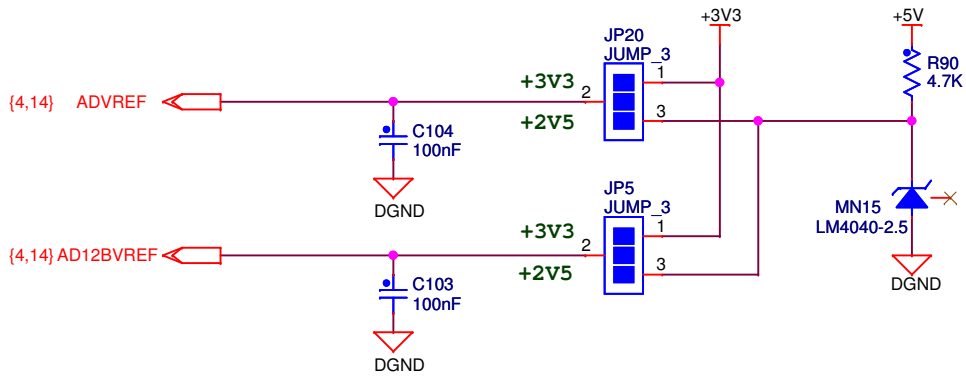 +3V3
+5V
JP20
JUMP_3
R90
4.7K
+3V3
1
{4,14} ADVREF
2
+2V5
3
C104
100nF
DGND
JP5
JUMP_3
MN15
LM4040-2.5
+3V3
1
{4,14} AD12BVREF
2
+2V5
3
DGND
C103
100nF
DGND